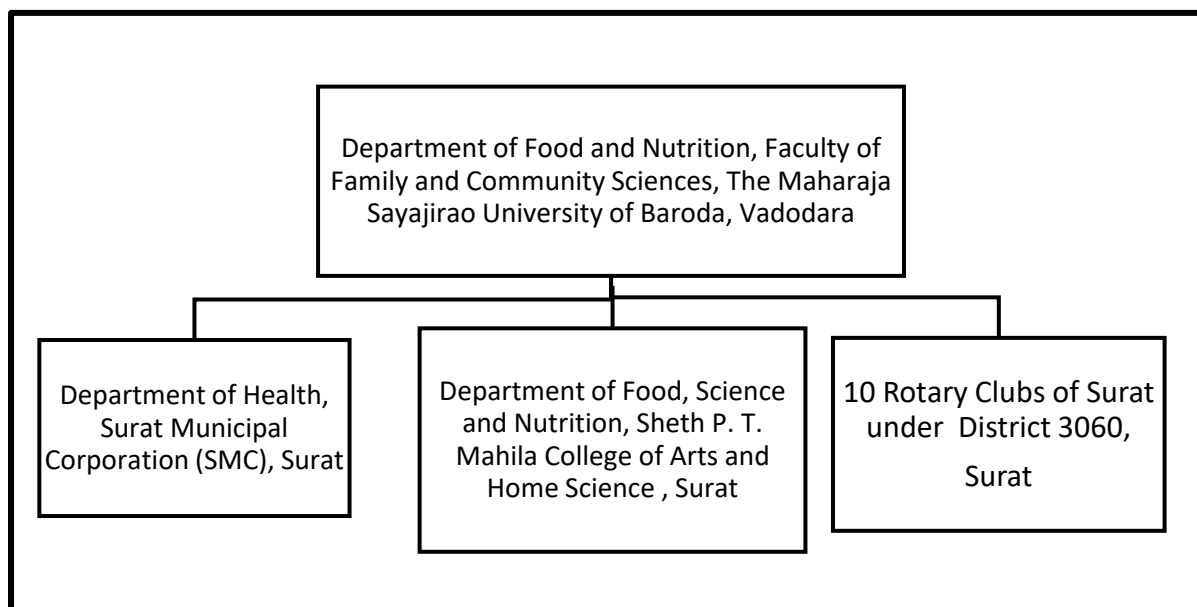 Department of Food and Nutrition, Faculty of
Family and Community Sciences, The Maharaja
Sayajirao University of Baroda, Vadodara
Department of Health,
Surat Municipal
Corporation (SMC), Surat
Department of Food, Science
and Nutrition, Sheth P. T.
Mahila College of Arts and
Home Science , Surat
10 Rotary Clubs of Surat
under District 3060,
Surat